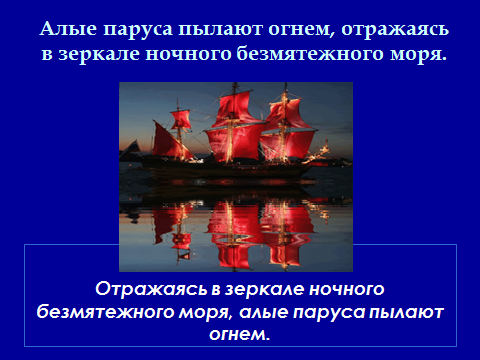 Алые паруса пылают огнем, отражаясь
в зеркале ночного безмятежного моря.
Отражаясь в зеркале ночного
безмятежного моря, алые паруса пылают
огнем.